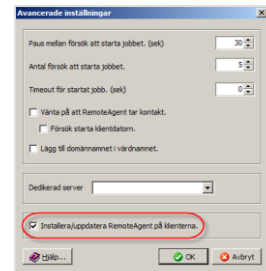 Avancerade inställningar
Paus mellan försök att starta jobbet. (sek)
30
Antal försök att starta jobbet.
5
Timeout för startat jobb. (sek)
0
Vänta på att RemoteAgent tar kontakt.
Försök starta klientdatorn.
Lägg till domännamnet i värdnamnet.
Dedikerad server
Installera/uppdatera RemoteAgent på klienterna.
Hjälp...
OK
Avbryt